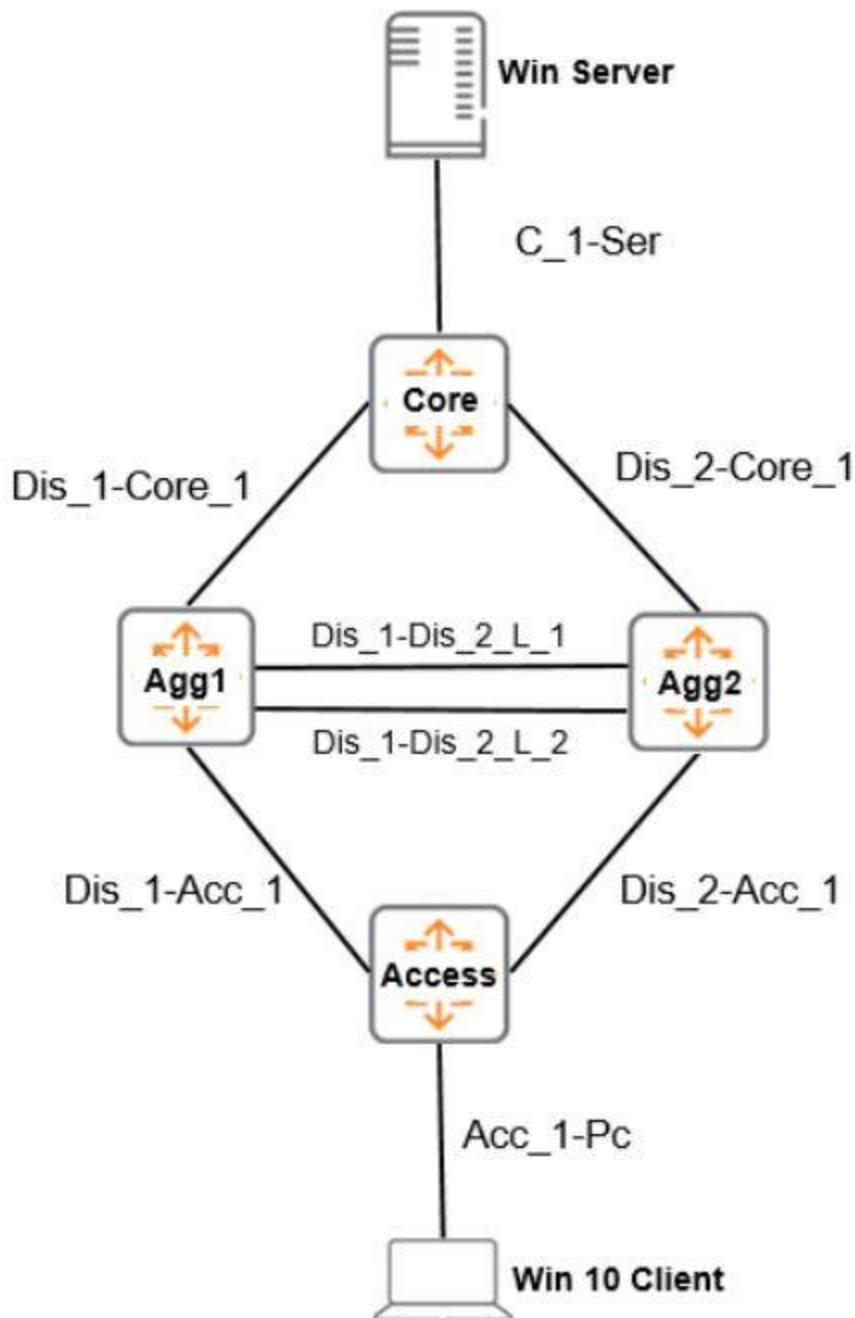 Win Server
C_1-Ser
Core
Dis_1-Core_1
Dis_2-Core_1
Dis_1-Dis_2_L_1
Agg1
Agg2
Dis_1-Dis_2_L_2
Dis_1-Acc_1
Dis_2-Acc_1
Access
Acc_1-Pc
Win 10 Client